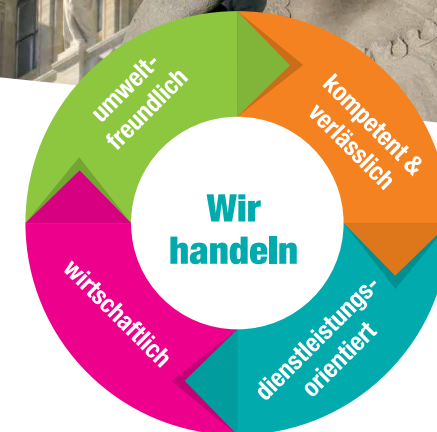 umwelt-
freundlich
kompetent &
verlässlich
Wir
handeln
wirtschaftlich
dienstleistungs-
orientiert